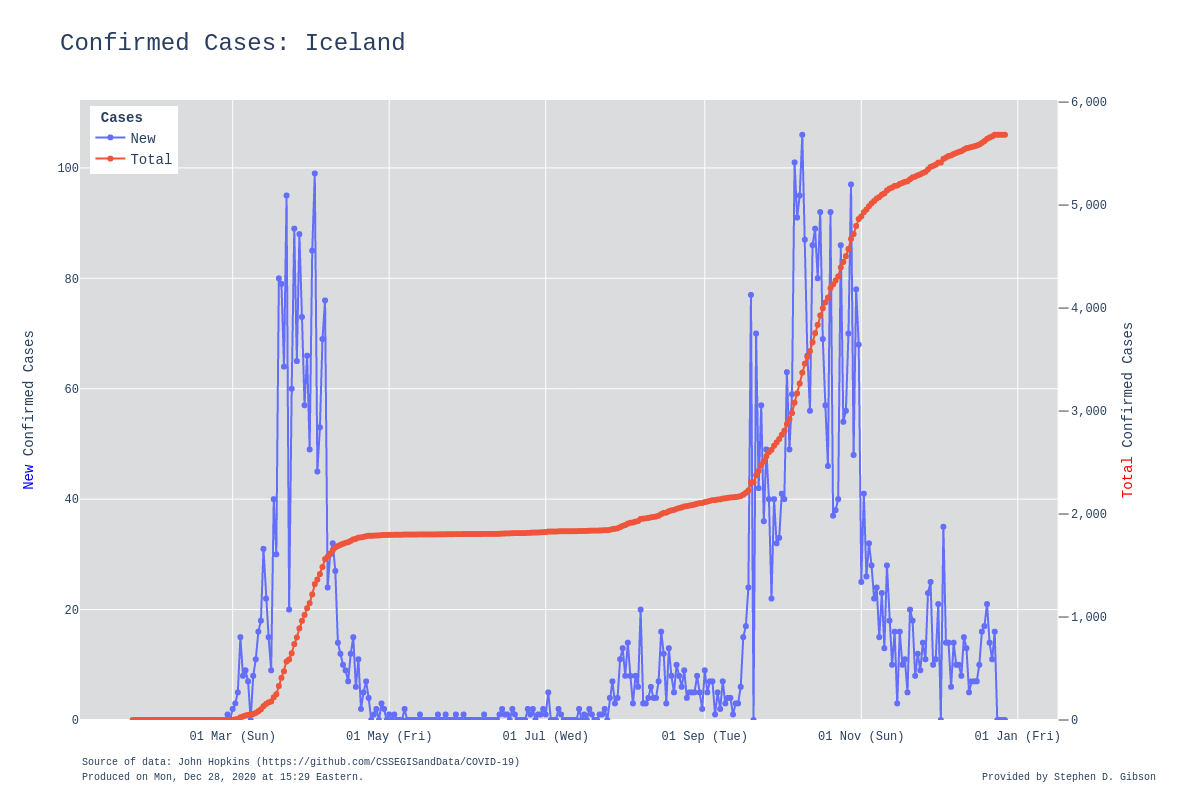 Confirmed Cases: Iceland
Cases
New
Total
100
80
60
40
20
0
6,000
5,000
4,000
3,000
2,000
1,000
0
New Confirmed Cases
Total Confirmed Cases
01 Mar (Sun) 01 May (Fri) 01 Jul (Wed) 01 Sep (Tue) 01 Nov (Sun) 01 Jan (Fri)
Source of data: John Hopkins (https://github.com/CSSEGISandData/COVID-19)
Produced on Mon, Dec 28, 2020 at 15:29 Eastern.
Provided by Stephen D. Gibson